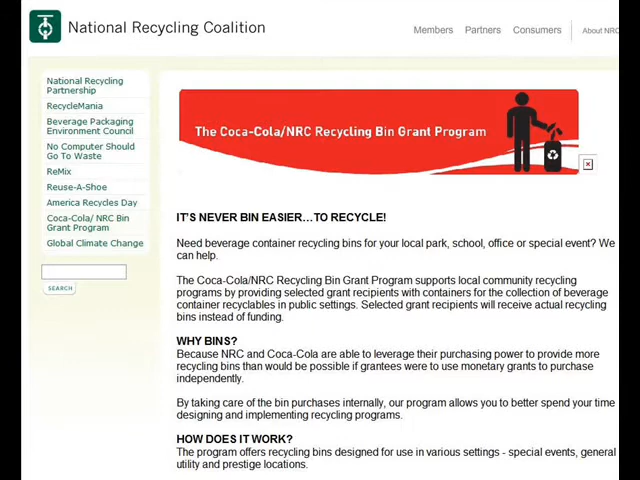 National Recycling Coalition
Members Partners Consumers About NRC
National Recycling
Partnership
RecycleMania
Beverage Packaging
Environment Council
No Computer Should
Go To Waste
ReMix
Reuse-A-Shoe
America Recycles Day
Coca-Cola/ NRC Bin
Grant Program
Global Climate Change
SEARCH
The Coca-Cola/NRC Recycling Bin Grant Program
IT'S NEVER BIN EASIER…TO RECYCLE!
Need beverage container recycling bins for your local park, school, office or special event? We
can help.
The Coca-Cola/NRC Recycling Bin Grant Program supports local community recycling
programs by providing selected grant recipients with containers for the collection of beverage
container recyclables in public settings. Selected grant recipients will receive actual recycling
bins instead of funding.
WHY BINS?
Because NRC and Coca-Cola are able to leverage their purchasing power to provide more
recycling bins than would be possible if grantees were to use monetary grants to purchase
independently.
By taking care of the bin purchases internally, our program allows you to better spend your time
designing and implementing recycling programs.
HOW DOES IT WORK?
The program offers recycling bins designed for use in various settings - special events, general
utility and prestige locations.